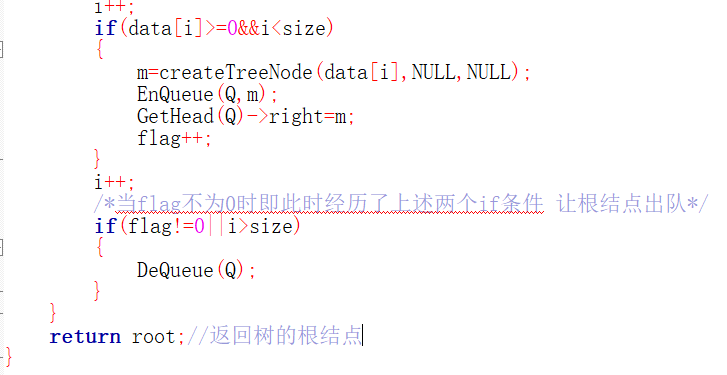 i++;
if(data[i]>=0&&i<size)
{
m=createTreeNode(data[i],NULL,NULL);
EnQueue(Q,m);
GetHead(Q)->right=m;
flag++;
}
i++;
/*当flag不为0时即此时经历了上述两个if条件 让根结点出队*/
if(flag!=0||i>size)
{
DeQueue(Q);
}
}
return root;//返回树的根结点
}